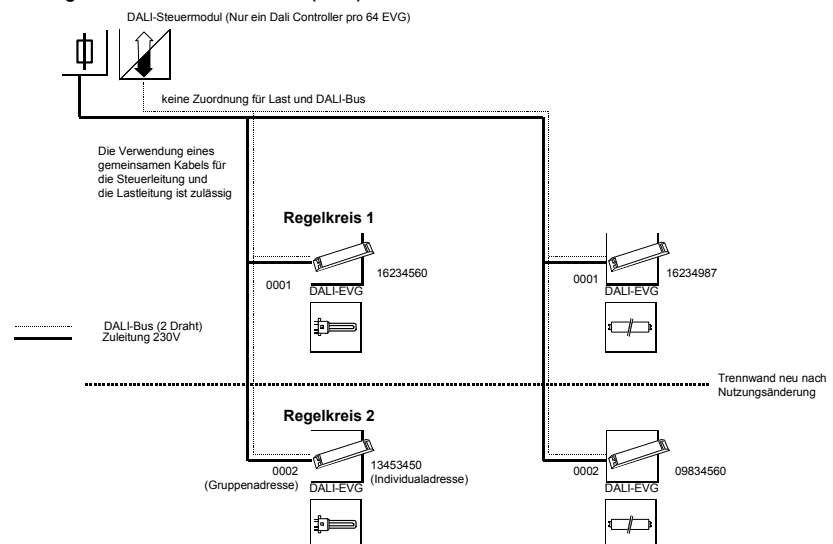 DALI-Steuermodul (Nur ein Dali Controller pro 64 EVG)
keine Zuordnung für Last und DALI-Bus
Die Verwendung eines
gemeinsamen Kabels für
die Steuerleitung und
die Lastleitung ist zulässig
Regelkreis 1
0001
16234560
DALI-EVG
0001
16234987
DALI-EVG
DALI-Bus (2 Draht)
Zuleitung 230V
Trennwand neu nach
Nutzungsänderung
Regelkreis 2
0002
(Gruppenadresse)
13453450
(Individualadresse)
DALI-EVG
0002
09834560
DALI-EVG